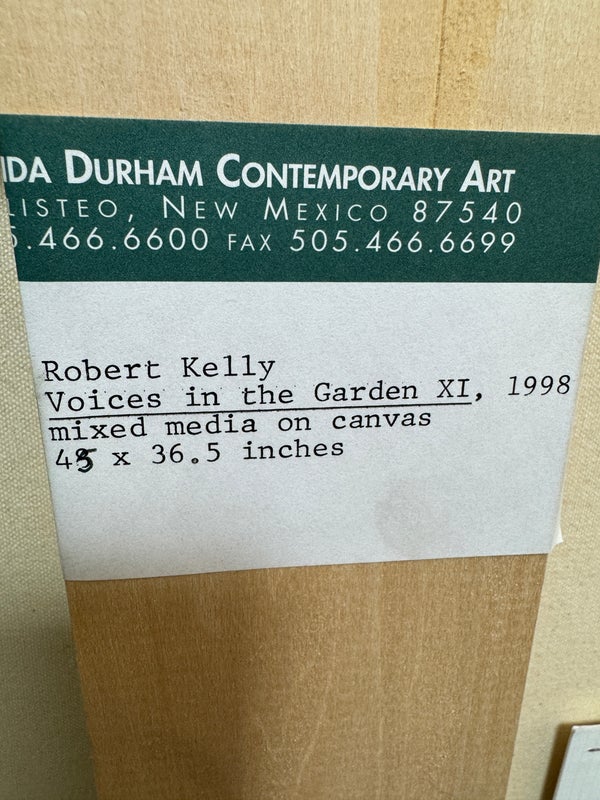 IDA DURHAM CONTEMPORARY ART
LISTEO, NEW MEXICO 87540
5.466.6600 FAX 505.466.6699
Robert Kelly
Voices in the Garden XI, 1998
mixed media on canvas
45 x 36.5 inches